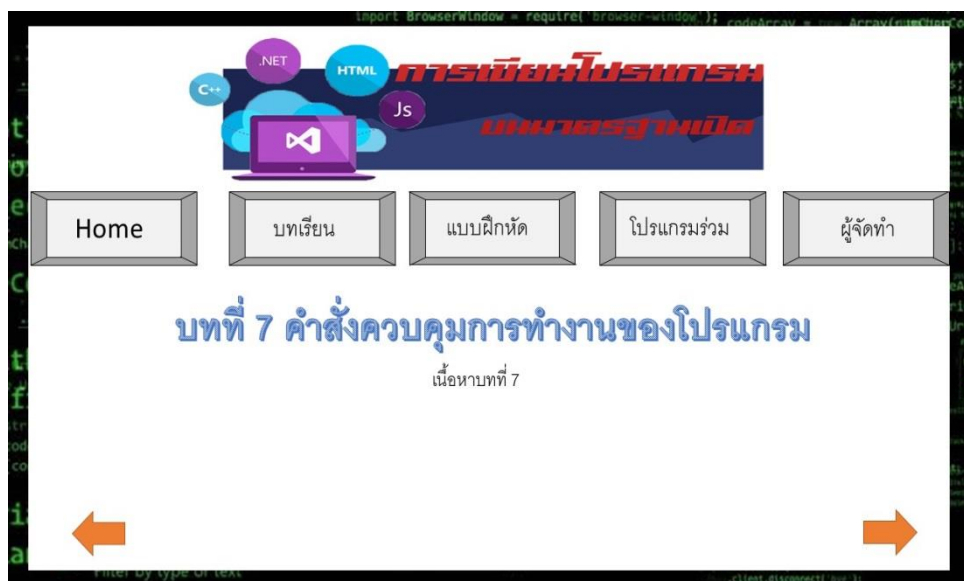 import BrowserWindow = require('browser-window');
codeArray = new Array(numChar
.NET
HTML
C++
Js
การเขียนโปรแกรม
บนมาตรฐานเปิด
Home
บทเรียน
แบบฝึกหัด
โปรแกรมร่วม
ผู้จัดทำ
บทที่ 7 คำสั่งควบคุมการทำงานของโปรแกรม
เนื้อหาบทที่ 7
Filter by type or text